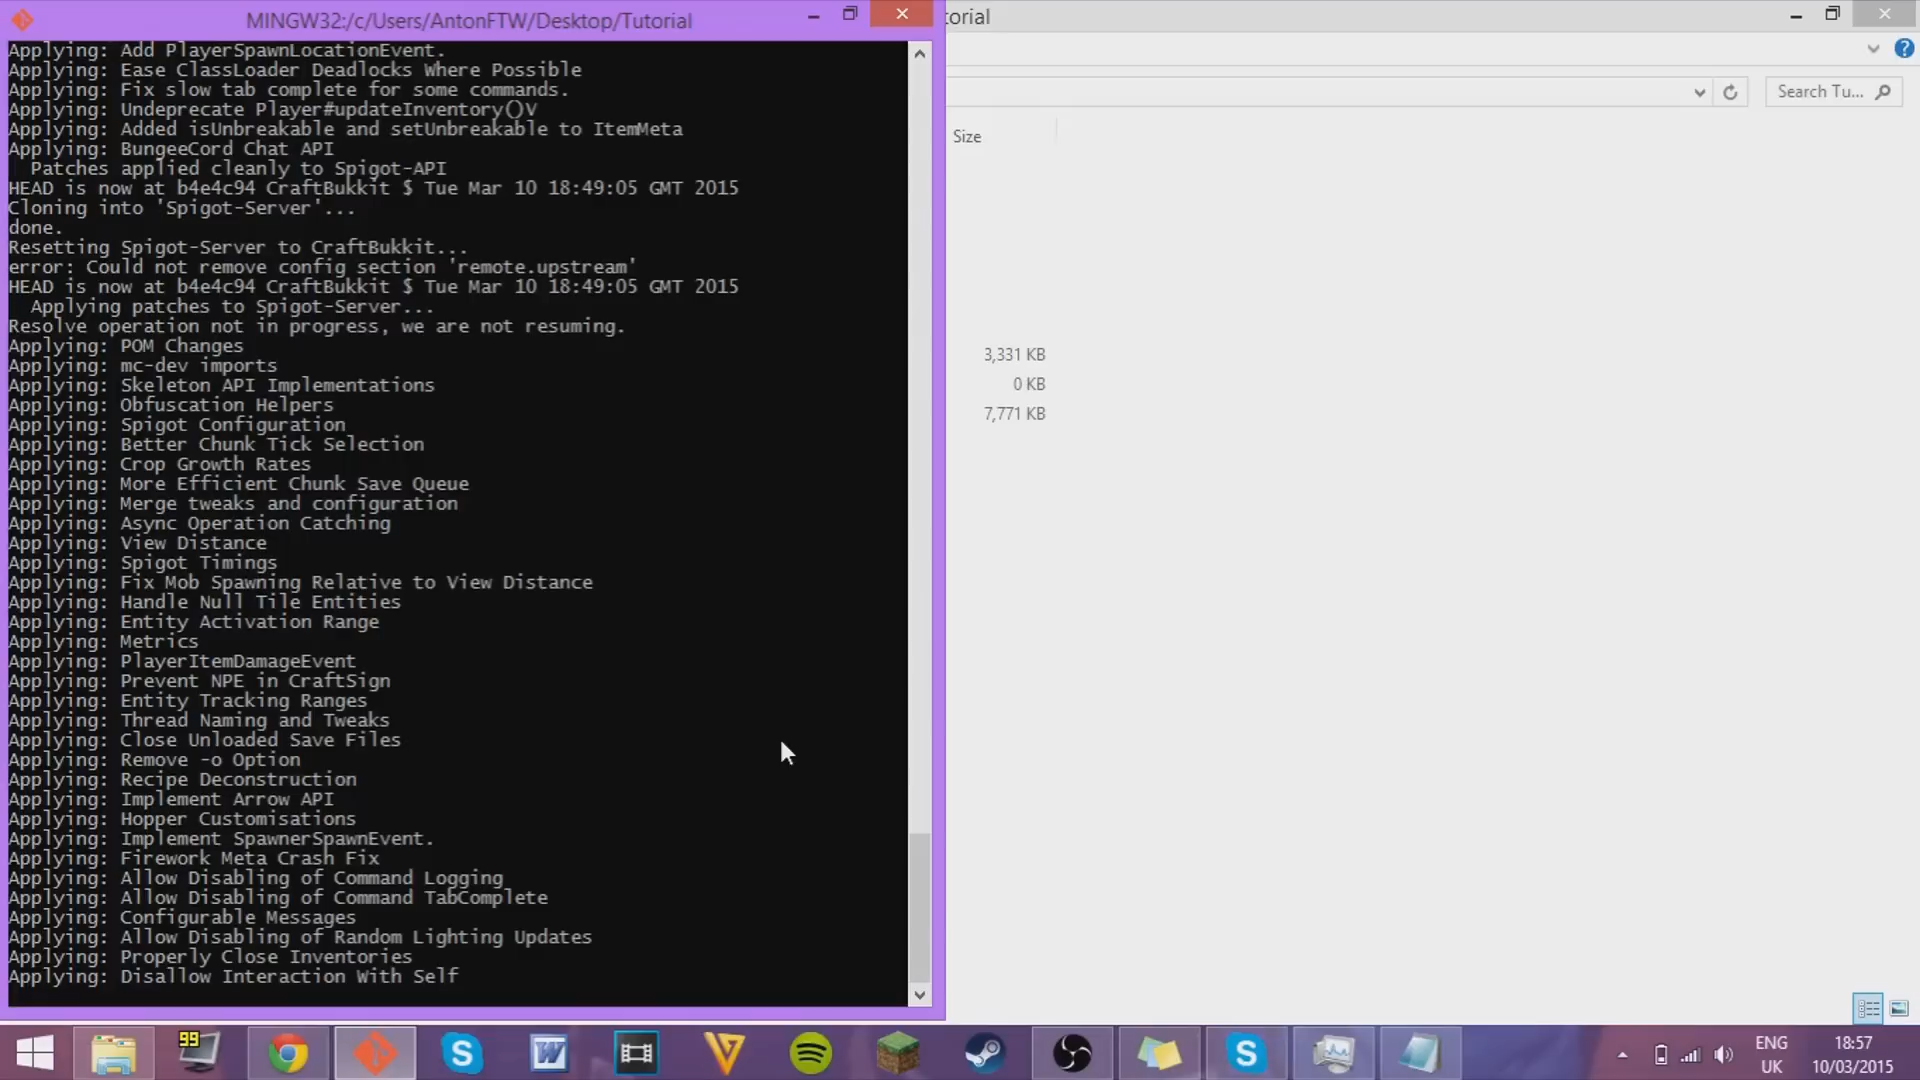 MINGW32:/c/Users/AntonFTW/Desktop/Tutorial
torial
Applying: Add PlayerSpawnLocationEvent.
Applying: Ease ClassLoader Deadlocks Where Possible
Applying: Fix slow tab complete for some commands.
Applying: Undeprecate Player#updateInventory()V
Applying: Added isUnbreakable and setUnbreakable to ItemMeta
Applying: BungeeCord Chat API
Patches applied cleanly to Spigot-API
HEAD is now at b4e4c94 CraftBukkit $ Tue Mar 10 18:49:05 GMT 2015
Cloning into 'Spigot-Server'...
done.
Resetting Spigot-Server to CraftBukkit...
error: Could not remove config section 'remote.upstream'
HEAD is now at b4e4c94 CraftBukkit $ Tue Mar 10 18:49:05 GMT 2015
Applying patches to Spigot-Server...
Resolve operation not in progress, we are not resuming.
Applying: POM Changes
Applying: mc-dev imports
Applying: Skeleton API Implementations
Applying: Obfuscation Helpers
Applying: Spigot Configuration
Applying: Better Chunk Tick Selection
Applying: Crop Growth Rates
Applying: More Efficient Chunk Save Queue
Applying: Merge tweaks and configuration
Applying: Async Operation Catching
Applying: View Distance
Applying: Spigot Timings
Applying: Fix Mob Spawning Relative to View Distance
Applying: Handle Null Tile Entities
Applying: Entity Activation Range
Applying: Metrics
Applying: PlayerItemDamageEvent
Applying: Prevent NPE in CraftSign
Applying: Entity Tracking Ranges
Applying: Thread Naming and Tweaks
Applying: Close Unloaded Save Files
Applying: Remove -o Option
Applying: Recipe Deconstruction
Applying: Implement Arrow API
Applying: Hopper Customisations
Applying: Implement SpawnerSpawnEvent.
Applying: Firework Meta Crash Fix
Applying: Allow Disabling of Command Logging
Applying: Allow Disabling of Command TabComplete
Applying: Configurable Messages
Applying: Allow Disabling of Random Lighting Updates
Applying: Properly Close Inventories
Applying: Disallow Interaction With Self
Search Tu...
Size
3,331 KB
0 KB
7,771 KB
99
ENG
UK
18:57
10/03/2015